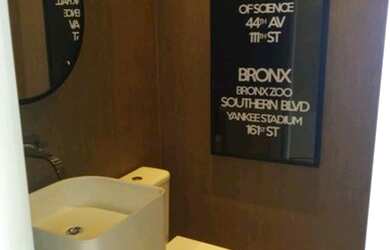 OF SCIENCE
44TH AV
111TH ST
BRONX
BRONX ZOO
SOUTHERN BLVD
YANKEE STADIUM
161ST ST